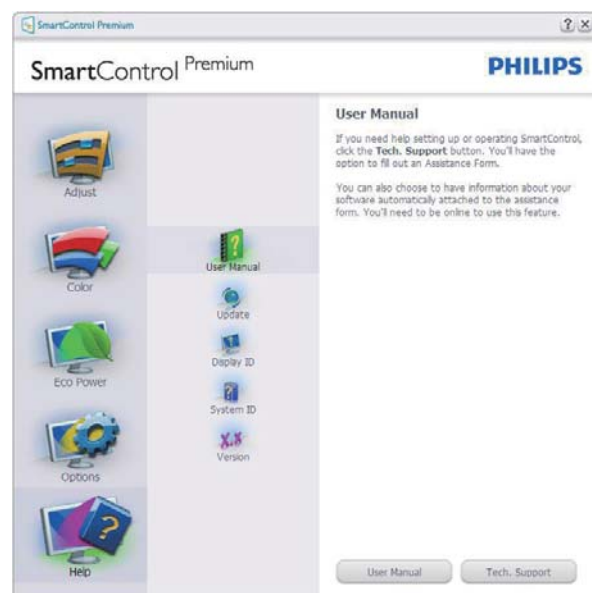 SmartControl Premium
SmartControl Premium
PHILIPS
Adjust
Color
Eco Power
Options
Help
User Manual
Update
Display ID
System ID
Version
User Manual
If you need help setting up or operating SmartControl,
click the Tech. Support button. You'll have the
option to fill out an Assistance Form.
You can also choose to have information about your
software automatically attached to the assistance
form. You'll need to be online to use this feature.
User Manual
Tech. Support